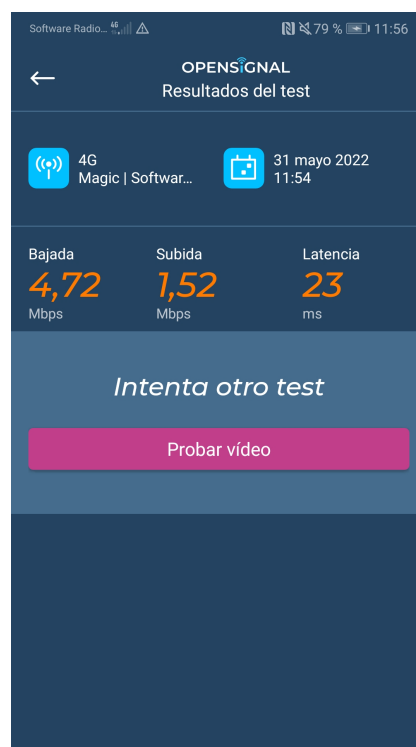 Software Radio... 4G 79 % 11:56
OPENSIGNAL
Resultados del test
4G
Magic | Softwar...
31 mayo 2022
11:54
Bajada
4,72
Mbps
Subida
1,52
Mbps
Latencia
23
ms
Intenta otro test
Probar vídeo